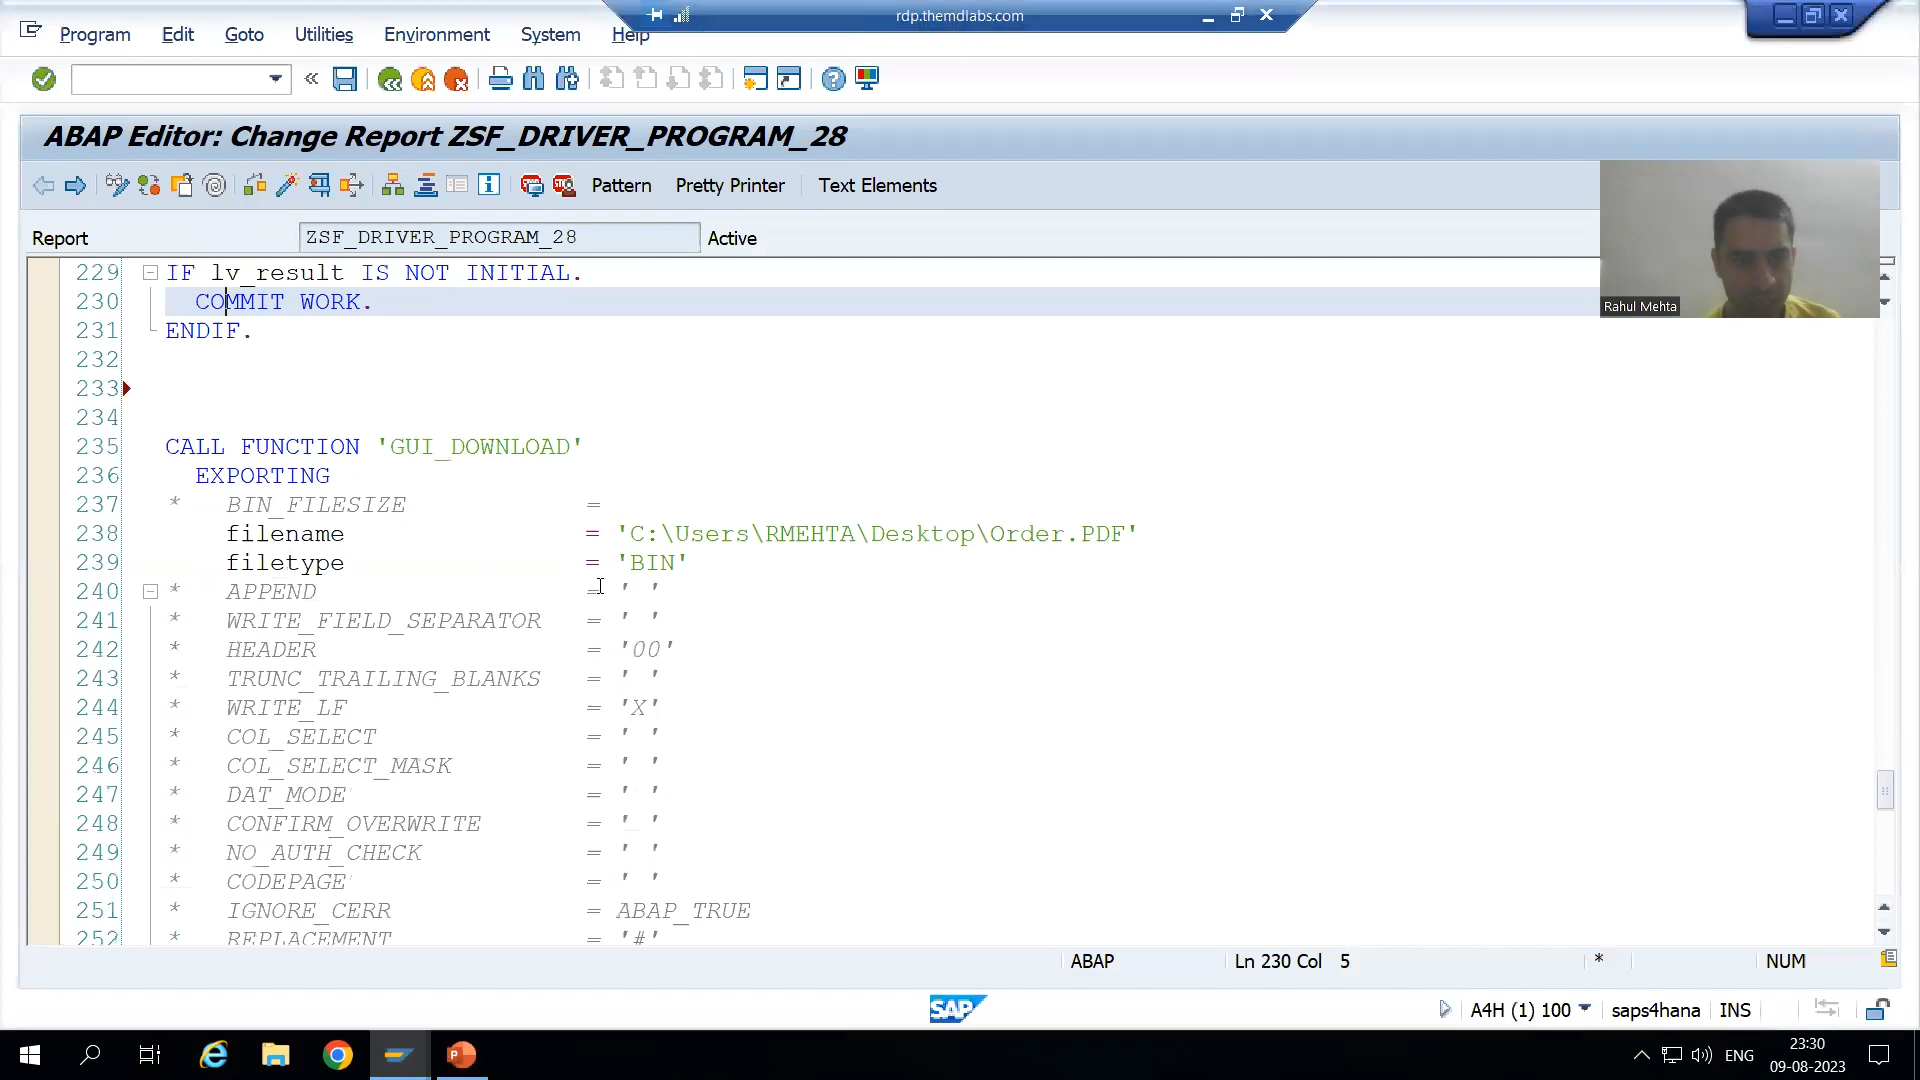 rdp.themdlabs.com
Program Edit Goto Utilities Environment System Help
ABAP Editor: Change Report ZSF_DRIVER_PROGRAM_28
Pattern Pretty Printer Text Elements
Report ZSF_DRIVER_PROGRAM_28 Active
229 IF lv_result IS NOT INITIAL.
230 COMMIT WORK.
231 ENDIF.
232
233
234
235 CALL FUNCTION 'GUI_DOWNLOAD'
236 EXPORTING
237 * BIN_FILESIZE =
238 filename = 'C:\Users\RMEHTA\Desktop\Order.PDF'
239 filetype = 'BIN'
240 * APPEND = ' '
241 * WRITE_FIELD_SEPARATOR = ' '
242 * HEADER = '00'
243 * TRUNC_TRAILING_BLANKS = ' '
244 * WRITE_LF = 'X'
245 * COL_SELECT = ' '
246 * COL_SELECT_MASK = ' '
247 * DAT_MODE = ' '
248 * CONFIRM_OVERWRITE = ' '
249 * NO_AUTH_CHECK = ' '
250 * CODEPAGE = ' '
251 * IGNORE_CERR = ABAP_TRUE
252 * REPLACEMENT = '#'
Rahul Mehta
ABAP Ln 230 Col 5 * NUM
SAP A4H (1) 100 saps4hana INS
ENG 23:30
09-08-2023